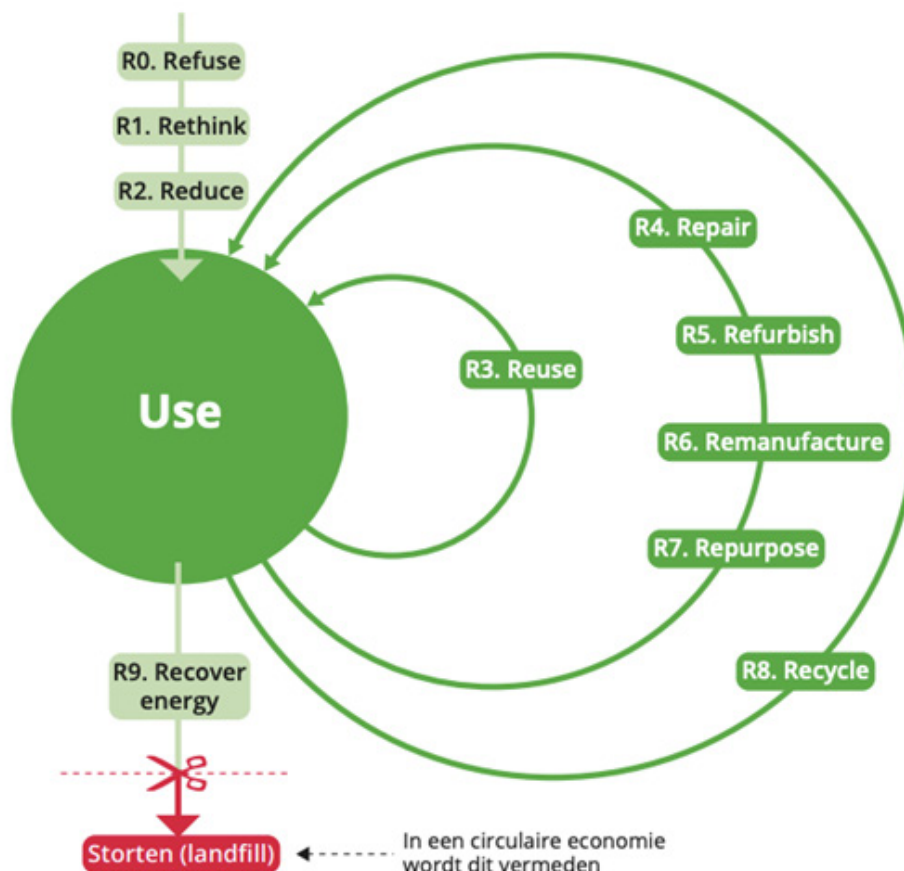 R0. Refuse
R1. Rethink
R2. Reduce
R4. Repair
R5. Refurbish
R3. Reuse
Use
R6. Remanufacture
R7. Repurpose
R9. Recover
energy
R8. Recycle
Storten (landfill)
In een circulaire economie
wordt dit vermeden